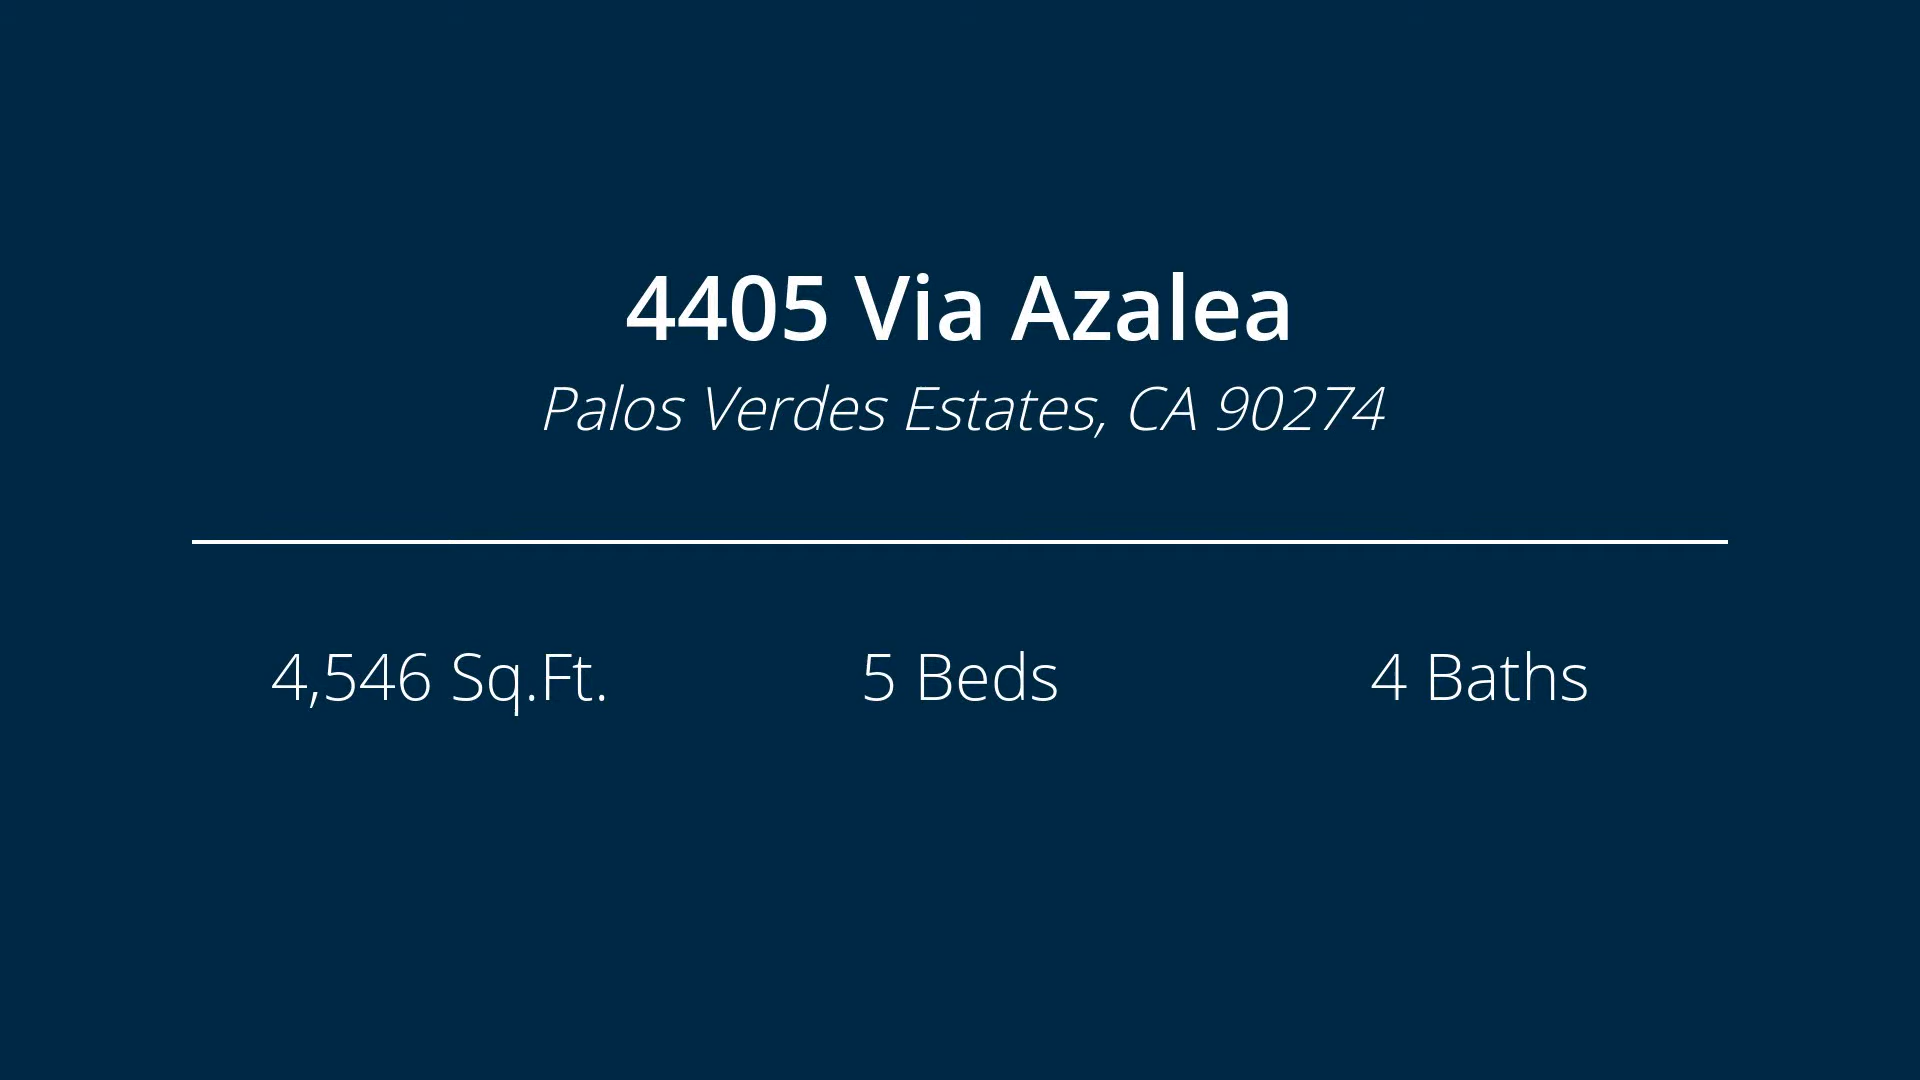 4405 Via Azalea
Palos Verdes Estates, CA 90274
4,546 Sq.Ft. 5 Beds 4 Baths